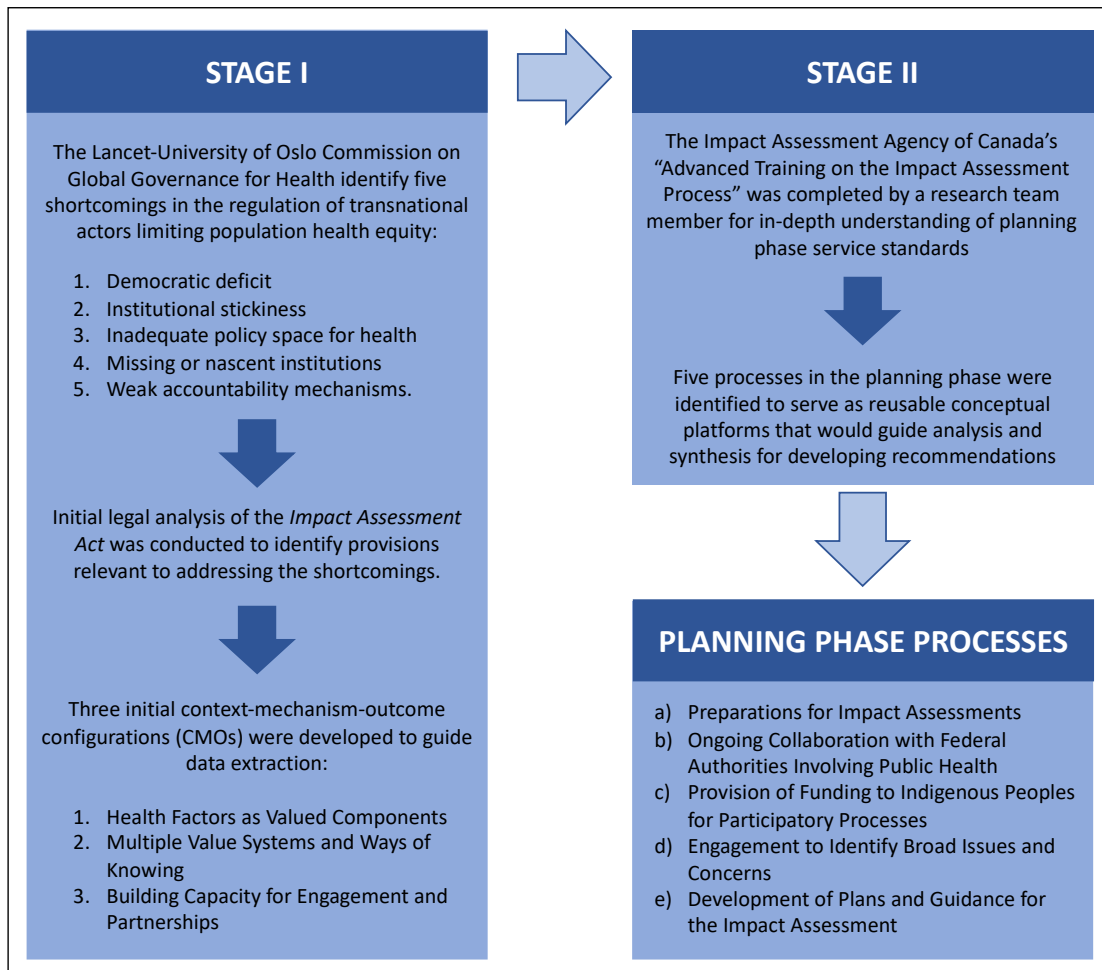 STAGE I
The Lancet-University of Oslo Commission on
Global Governance for Health identify five
shortcomings in the regulation of transnational
actors limiting population health equity:
1. Democratic deficit
2. Institutional stickiness
3. Inadequate policy space for health
4. Missing or nascent institutions
5. Weak accountability mechanisms.
Initial legal analysis of the Impact Assessment
Act was conducted to identify provisions
relevant to addressing the shortcomings.
Three initial context-mechanism-outcome
configurations (CMOs) were developed to guide
data extraction:
1. Health Factors as Valued Components
2. Multiple Value Systems and Ways of
Knowing
3. Building Capacity for Engagement and
Partnerships
STAGE II
The Impact Assessment Agency of Canada’s
“Advanced Training on the Impact Assessment
Process” was completed by a research team
member for in-depth understanding of planning
phase service standards
Five processes in the planning phase were
identified to serve as reusable conceptual
platforms that would guide analysis and
synthesis for developing recommendations
PLANNING PHASE PROCESSES
a) Preparations for Impact Assessments
b) Ongoing Collaboration with Federal
Authorities Involving Public Health
c) Provision of Funding to Indigenous Peoples
for Participatory Processes
d) Engagement to Identify Broad Issues and
Concerns
e) Development of Plans and Guidance for
the Impact Assessment